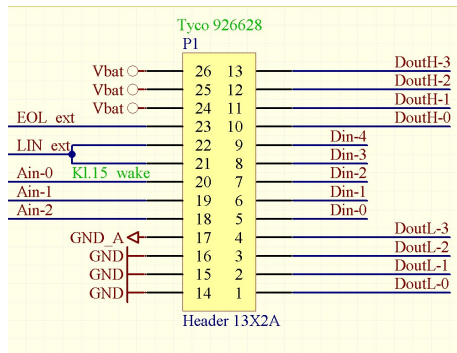 Tyco 926628
P1
Vbat 26 13 DoutH-3
Vbat 25 12 DoutH-2
Vbat 24 11 DoutH-1
EOL_ext 23 10 DoutH-0
LIN_ext 22 9 Din-4
21 8 Din-3
Ain-0 Kl.15_wake 20 7 Din-2
Ain-1 19 6 Din-1
Ain-2 18 5 Din-0
GND_A 17 4 DoutL-3
GND 16 3 DoutL-2
GND 15 2 DoutL-1
GND 14 1 DoutL-0
Header 13X2A